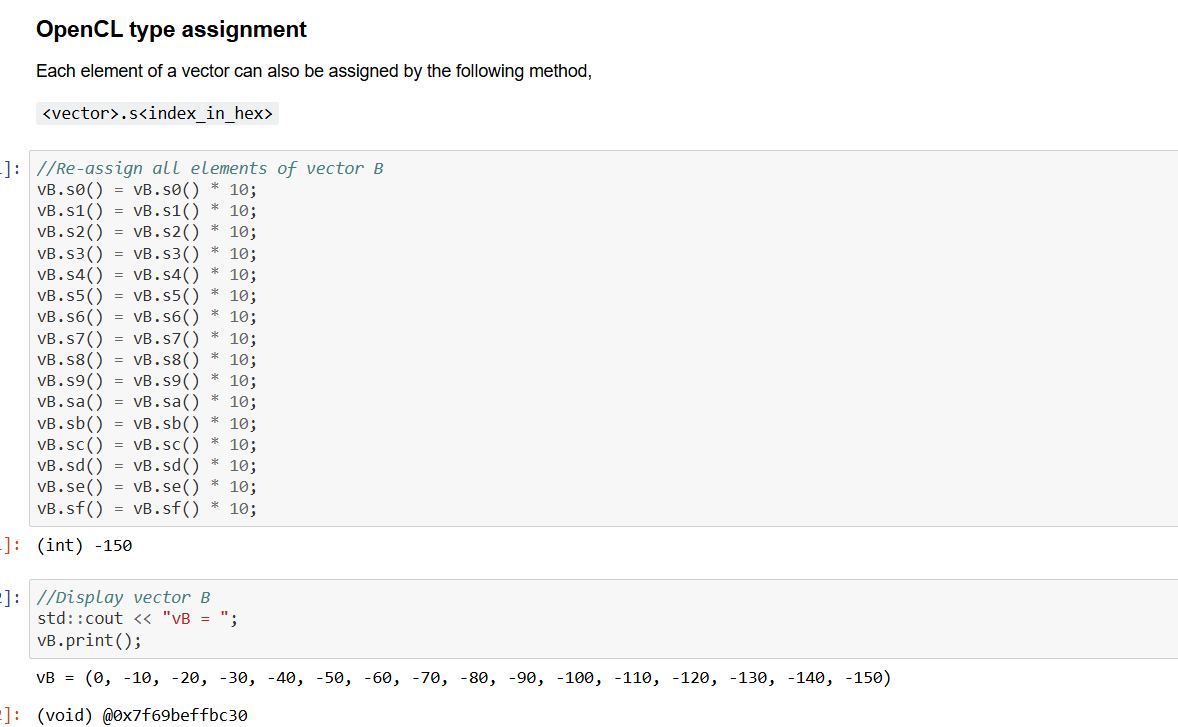 OpenCL type assignment
Each element of a vector can also be assigned by the following method,
<vector>.s<index_in_hex>
]:
//Re-assign all elements of vector B
vB.s0() = vB.s0() * 10;
vB.s1() = vB.s1() * 10;
vB.s2() = vB.s2() * 10;
vB.s3() = vB.s3() * 10;
vB.s4() = vB.s4() * 10;
vB.s5() = vB.s5() * 10;
vB.s6() = vB.s6() * 10;
vB.s7() = vB.s7() * 10;
vB.s8() = vB.s8() * 10;
vB.s9() = vB.s9() * 10;
vB.sa() = vB.sa() * 10;
vB.sb() = vB.sb() * 10;
vB.sc() = vB.sc() * 10;
vB.sd() = vB.sd() * 10;
vB.se() = vB.se() * 10;
vB.sf() = vB.sf() * 10;
]: (int) -150
]:
//Display vector B
std::cout << "vB = ";
vB.print();
vB = (0, -10, -20, -30, -40, -50, -60, -70, -80, -90, -100, -110, -120, -130, -140, -150)
]: (void) @0x7f69beffbc30